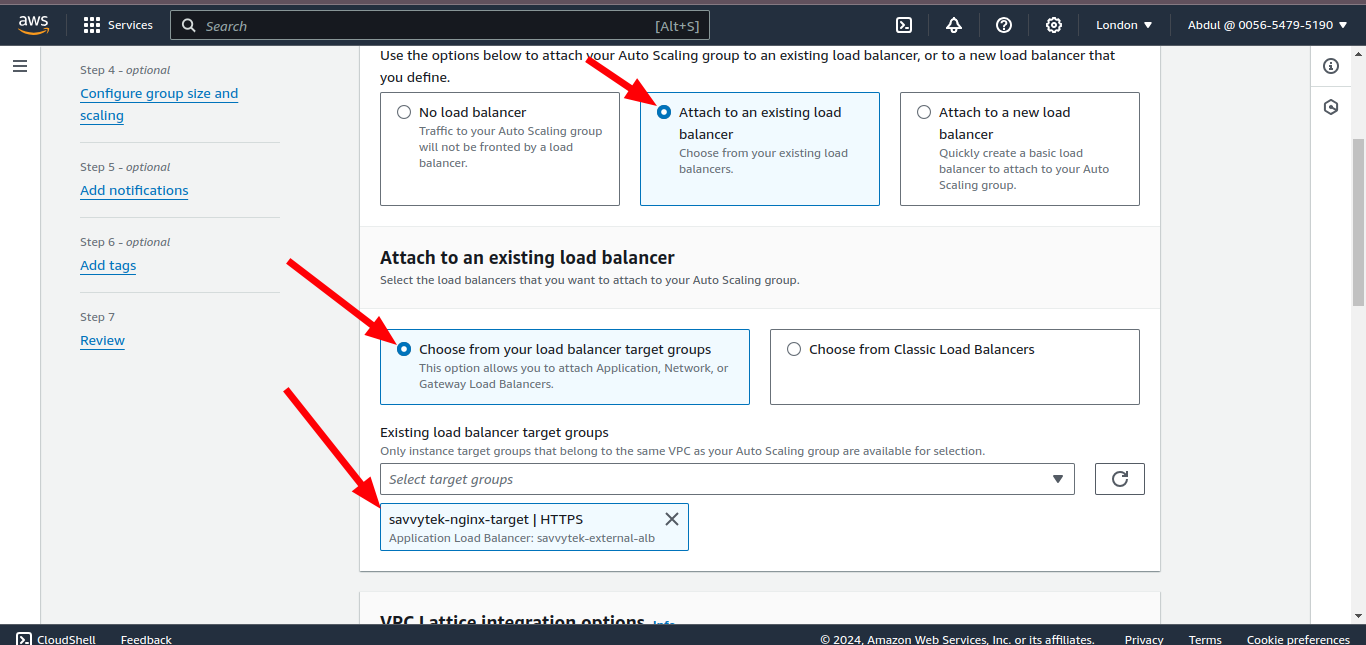 aws
Services
Search
[Alt+S]
London
Abdul @ 0056-5479-5190
Step 4 - optional
Configure group size and
scaling
Step 5 - optional
Add notifications
Step 6 - optional
Add tags
Step 7
Review
Use the options below to attach your Auto Scaling group to an existing load balancer, or to a new load balancer that
you define.
No load balancer
Traffic to your Auto Scaling group
will not be fronted by a load
balancer.
Attach to an existing load
balancer
Choose from your existing load
balancers.
Attach to a new load
balancer
Quickly create a basic load
balancer to attach to your Auto
Scaling group.
Attach to an existing load balancer
Select the load balancers that you want to attach to your Auto Scaling group.
Choose from your load balancer target groups
This option allows you to attach Application, Network, or
Gateway Load Balancers.
Choose from Classic Load Balancers
Existing load balancer target groups
Only instance target groups that belong to the same VPC as your Auto Scaling group are available for selection.
Select target groups
savvytek-nginx-target | HTTPS
Application Load Balancer: savvytek-external-alb
VPC Lattice integration options Info
CloudShell
Feedback
© 2024, Amazon Web Services, Inc. or its affiliates.
Privacy
Terms
Cookie preferences